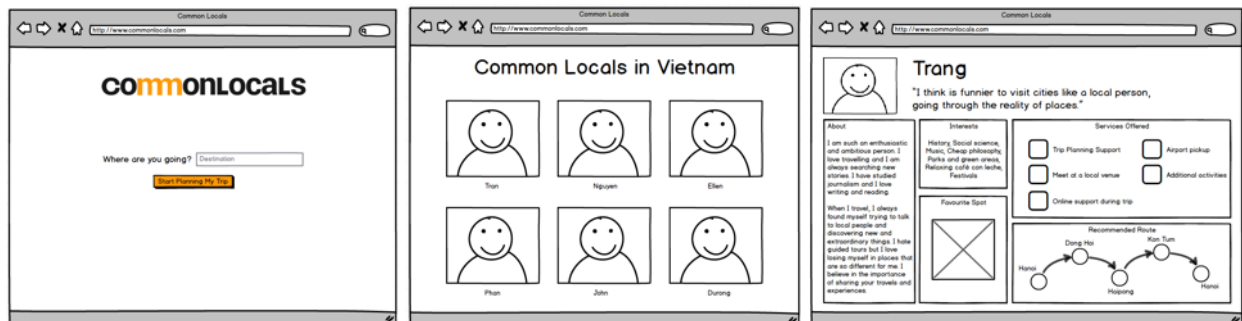 Common Locals
http://www.commonlocals.com
commonLocals
Where are you going? Destination
Start Planning My Trip
Common Locals
http://www.commonlocals.com
Common Locals in Vietnam
Tran Nguyen Ellen
Phan John Durong
Common Locals
http://www.commonlocals.com
Trang
"I think is funnier to visit cities like a local person,
going through the reality of places."
About
I am such an enthusiastic
and ambitious person. I
love travelling and I am
always searching new
stories. I have studied
journalism and I love
writing and reading.
When I travel, I always
found myself trying to talk
to local people and
discovering new and
extraordinary things. I hate
guided tours but I love
losing myself in places that
are so different for me. I
believe in the importance
of sharing your travels and
experiences.
Interests
History, Social science,
Music, Cheap philosophy,
Parks and green areas,
Relaxing café con leche,
Festivals
Favourite Spot
Services Offered
Trip Planning Support Airport pickup
Meet at a local venue Additional activities
Online support during trip
Recommended Route
Hanoi
Dong Hoi
Haipong
Kon Tum
Hanoi